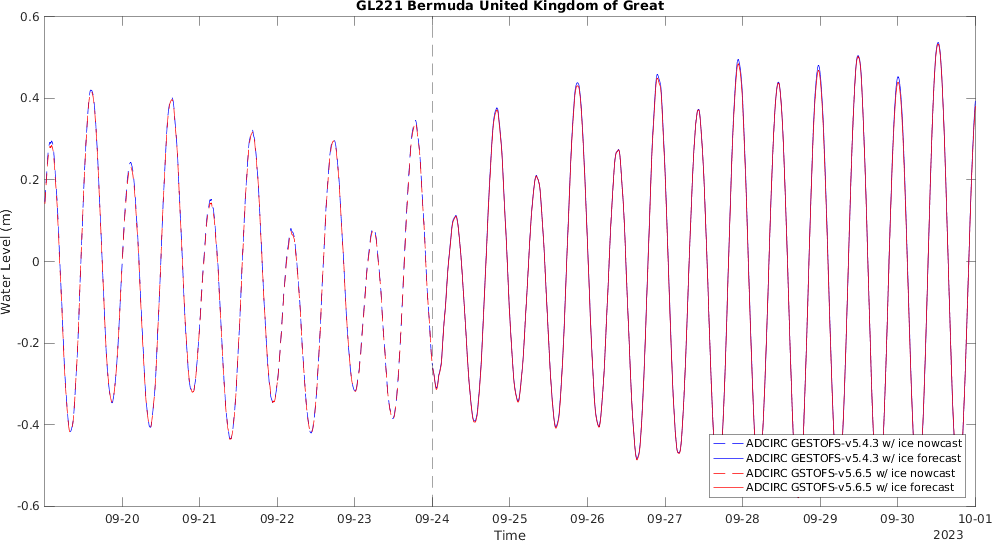 GL221 Bermuda United Kingdom of Great
0.6
0.4
0.2
0
-0.2
-0.4
-0.6
Water Level (m)
ADCIRC GESTOFS-v5.4.3 w/ ice nowcast
ADCIRC GESTOFS-v5.4.3 w/ ice forecast
ADCIRC GSTOFS-v5.6.5 w/ ice nowcast
ADCIRC GSTOFS-v5.6.5 w/ ice forecast
09-20 09-21 09-22 09-23 09-24 09-25 09-26 09-27 09-28 09-29 09-30 10-01
Time
2023